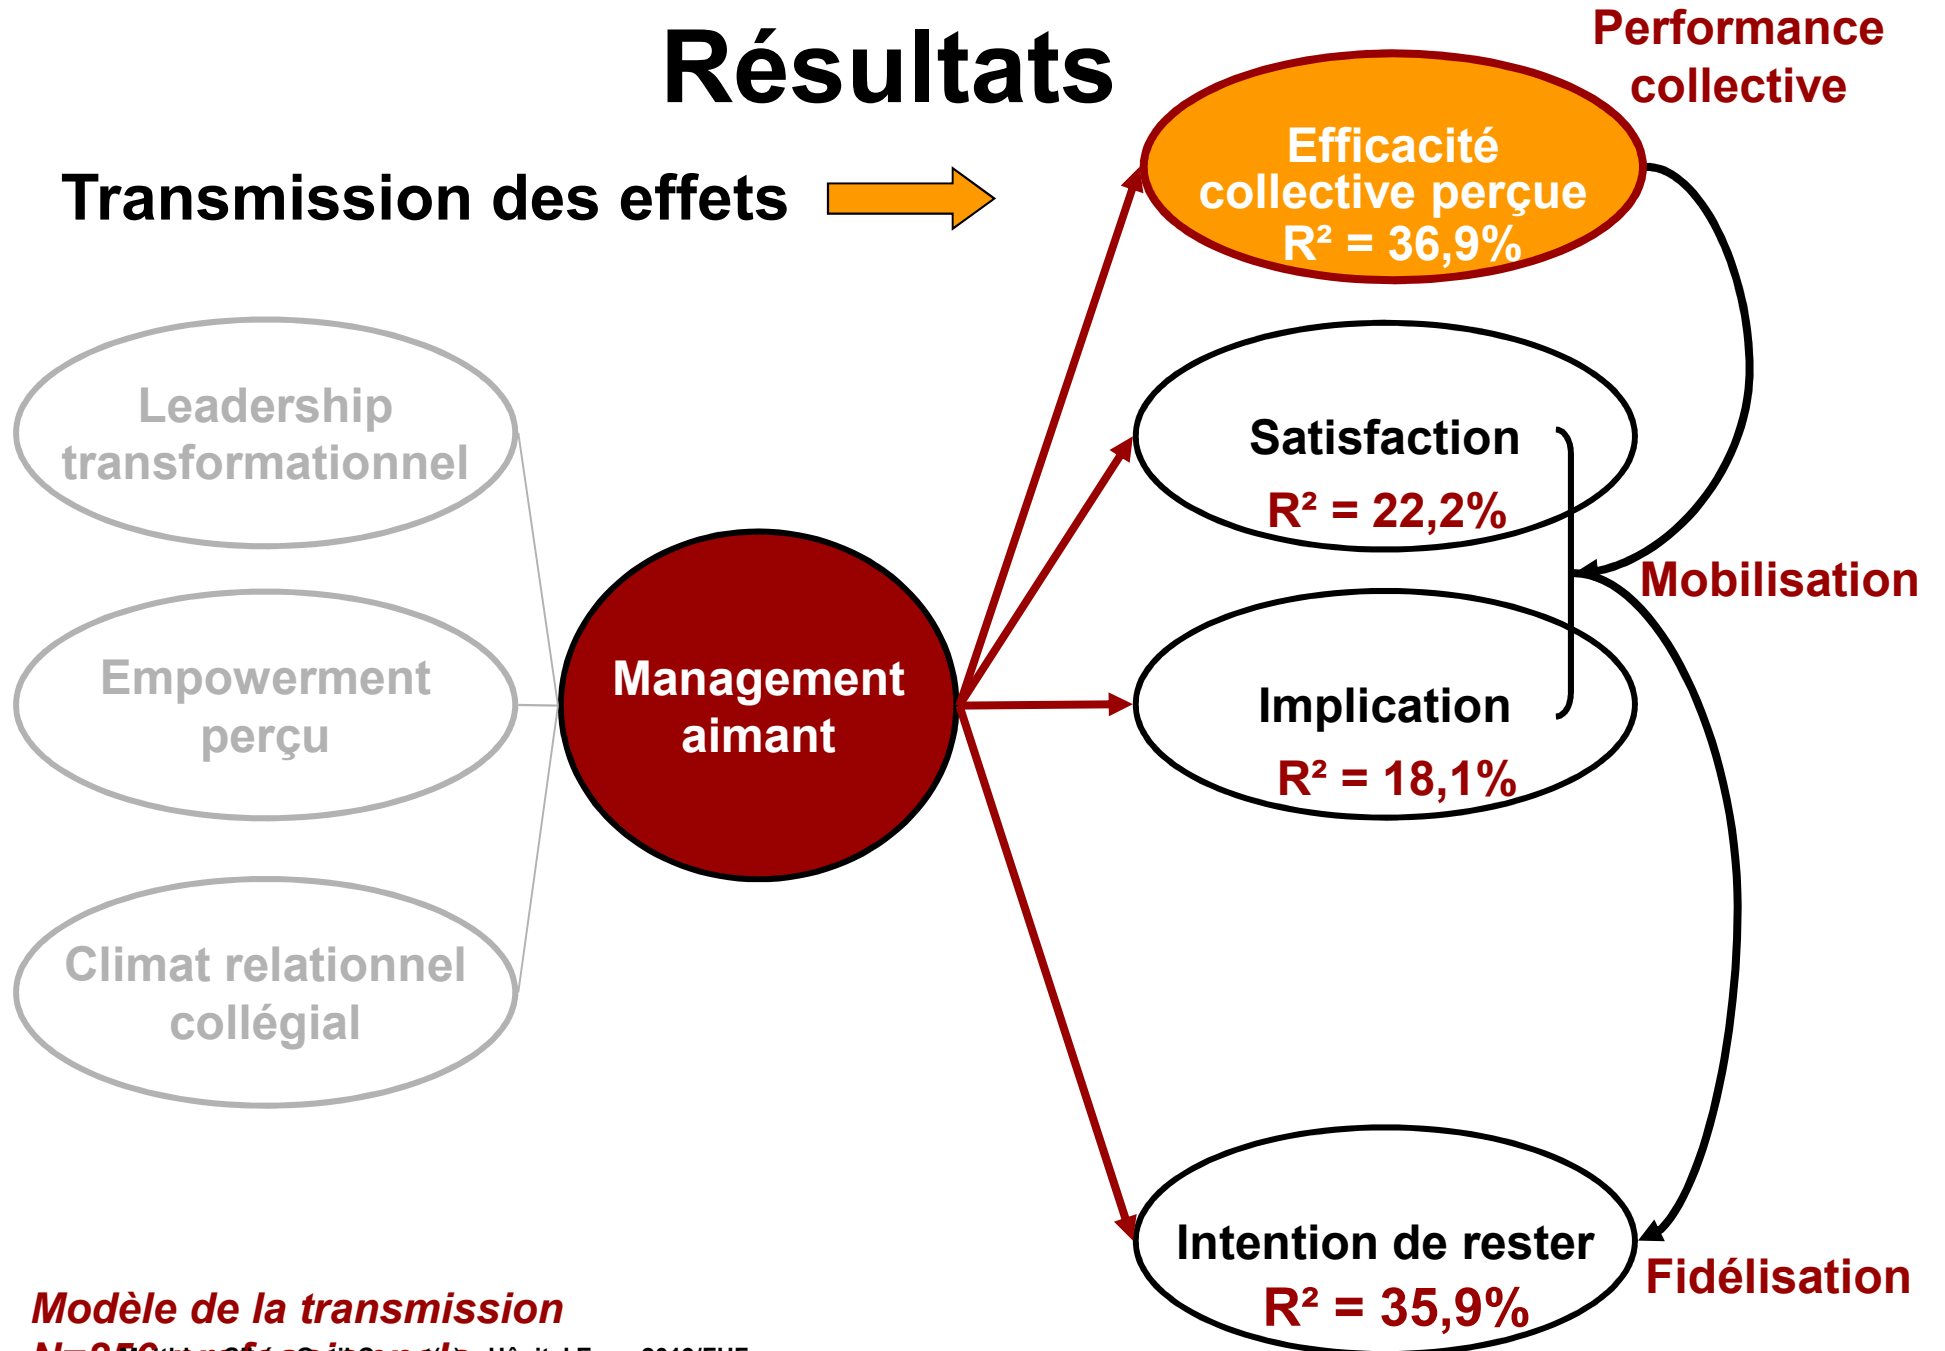 Résultats
Performance
collective
Transmission des effets
Efficacité
collective perçue
R² = 36,9%
Leadership
transformationnel
Satisfaction
R² = 22,2%
Mobilisation
Empowerment
perçu
Management
aimant
Implication
R² = 18,1%
Climat relationnel
collégial
Intention de rester
R² = 35,9%
Fidélisation
Modèle de la transmission